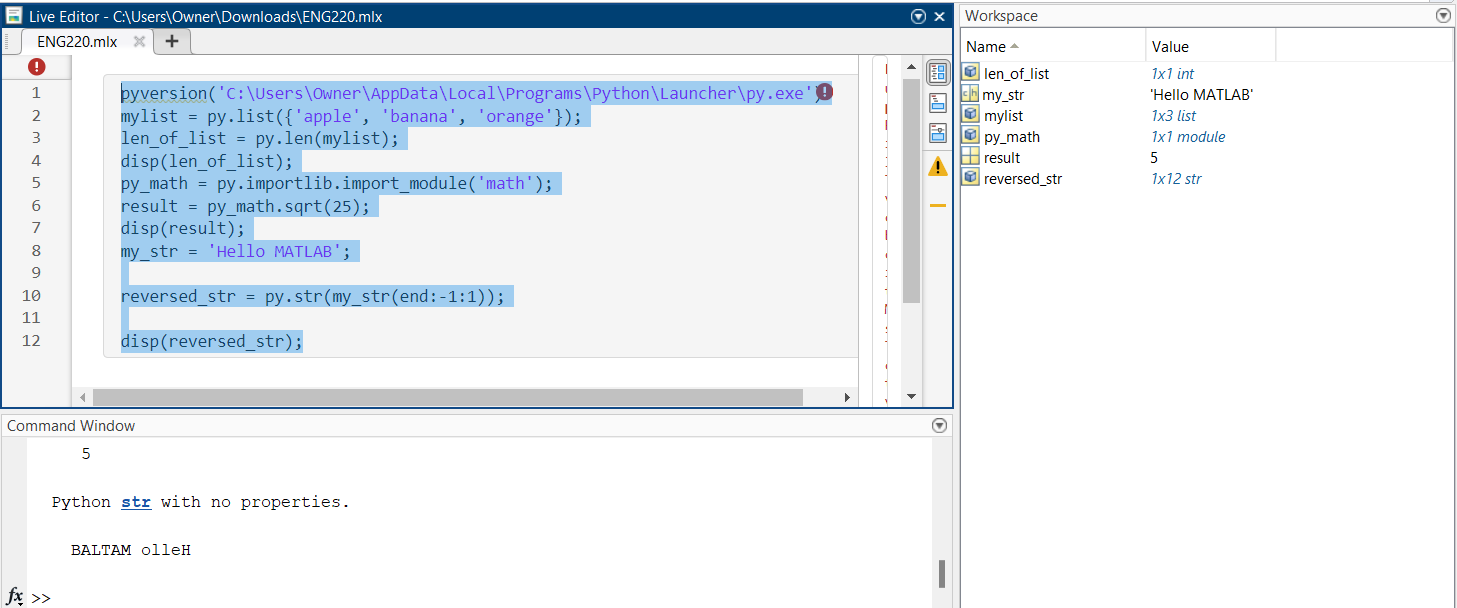 Live Editor - C:\Users\Owner\Downloads\ENG220.mlx
ENG220.mlx
1 pyversion('C:\Users\Owner\AppData\Local\Programs\Python\Launcher\py.exe')
2 mylist = py.list({'apple', 'banana', 'orange'});
3 len_of_list = py.len(mylist);
4 disp(len_of_list);
5 py_math = py.importlib.import_module('math');
6 result = py_math.sqrt(25);
7 disp(result);
8 my_str = 'Hello MATLAB';
9
10 reversed_str = py.str(my_str(end:-1:1));
11
12 disp(reversed_str);
Command Window
5
Python str with no properties.
BALTAM olleH
fx >>
Workspace
Name Value
len_of_list 1x1 int
my_str 'Hello MATLAB'
mylist 1x3 list
py_math 1x1 module
result 5
reversed_str 1x12 str